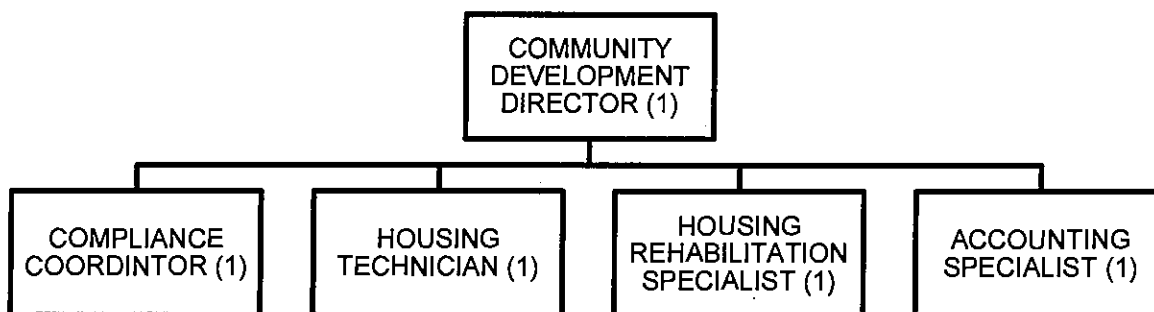 COMMUNITY
DEVELOPMENT
DIRECTOR (1)
COMPLIANCE
COORDINTOR (1)
HOUSING
TECHNICIAN (1)
HOUSING
REHABILITATION
SPECIALIST (1)
ACCOUNTING
SPECIALIST (1)